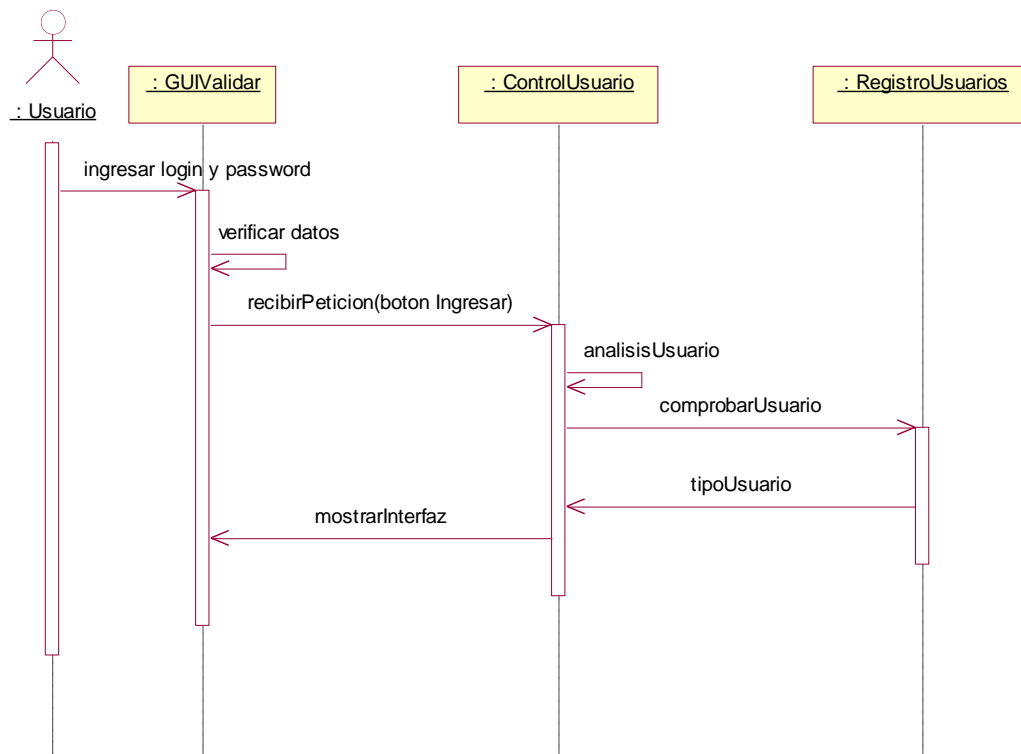 : GUIValidar
: ControlUsuario
: RegistroUsuarios
: Usuario
ingresar login y password
verificar datos
recibirPeticion(boton Ingresar)
analisisUsuario
comprobarUsuario
tipoUsuario
mostrarInterfaz